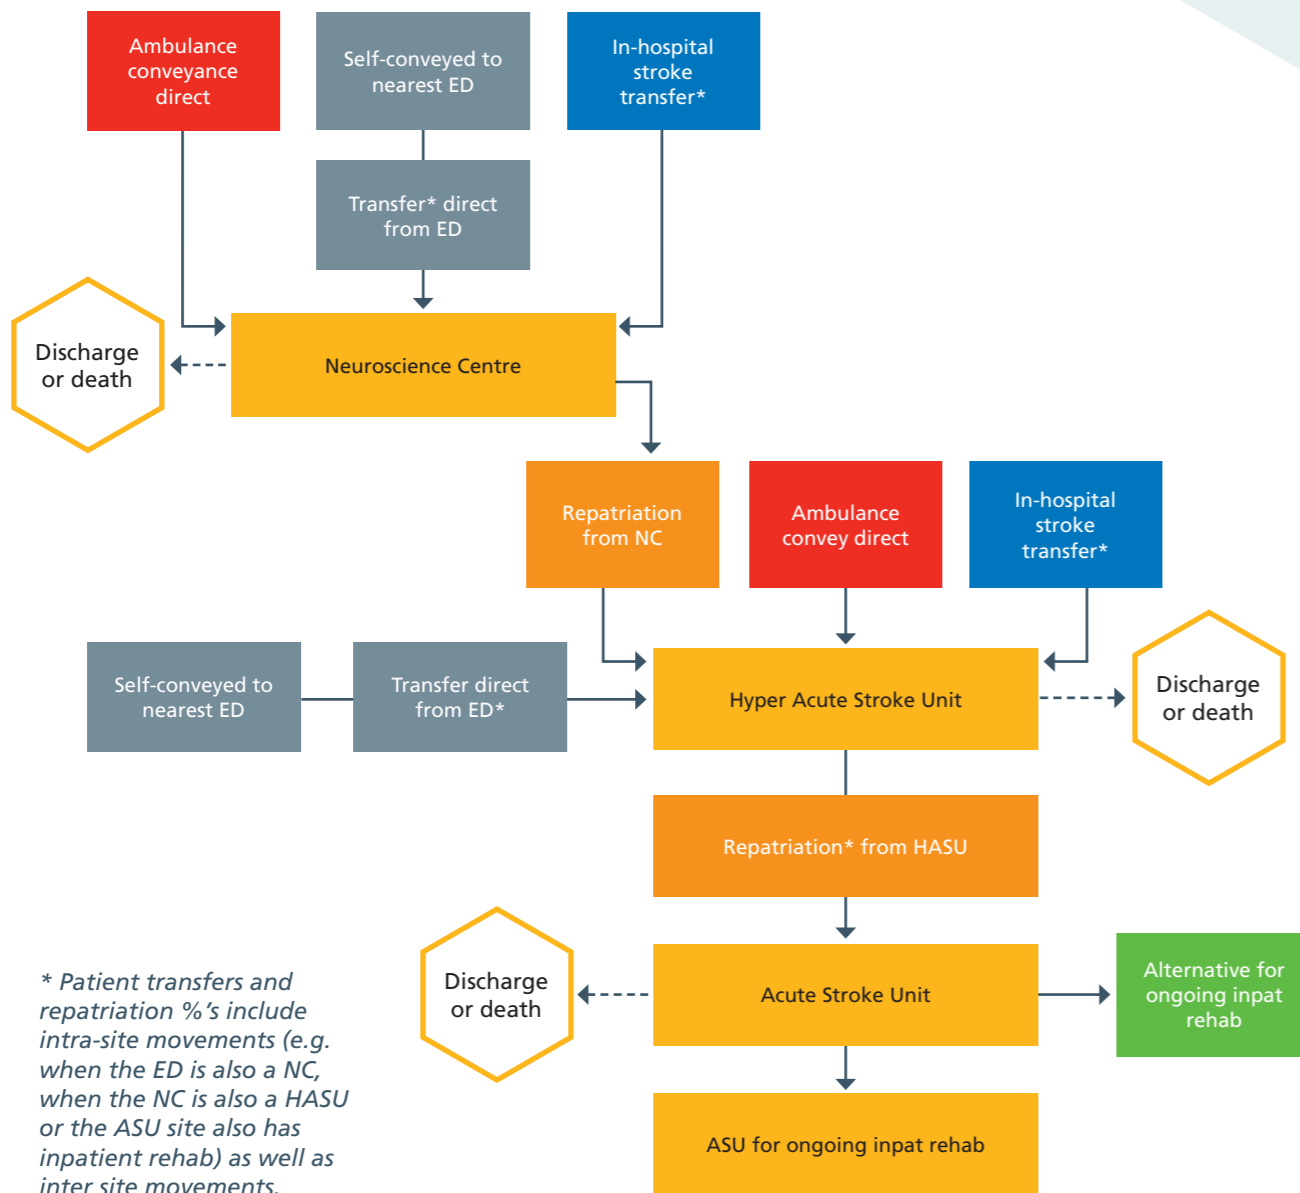 Ambulance
conveyance
direct
Self-conveyed to
nearest ED
In-hospital
stroke
transfer*
Transfer* direct
from ED
Discharge
or death
Neuroscience Centre
Repatriation
from NC
Ambulance
convey direct
In-hospital
stroke
transfer*
Self-conveyed to
nearest ED
Transfer direct
from ED*
Hyper Acute Stroke Unit
Discharge
or death
Repatriation* from HASU
Discharge
or death
Acute Stroke Unit
Alternative for
ongoing inpat
rehab
ASU for ongoing inpat rehab
* Patient transfers and
repatriation %'s include
intra-site movements (e.g.
when the ED is also a NC,
when the NC is also a HASU
or the ASU site also has
inpatient rehab) as well as
inter site movements.